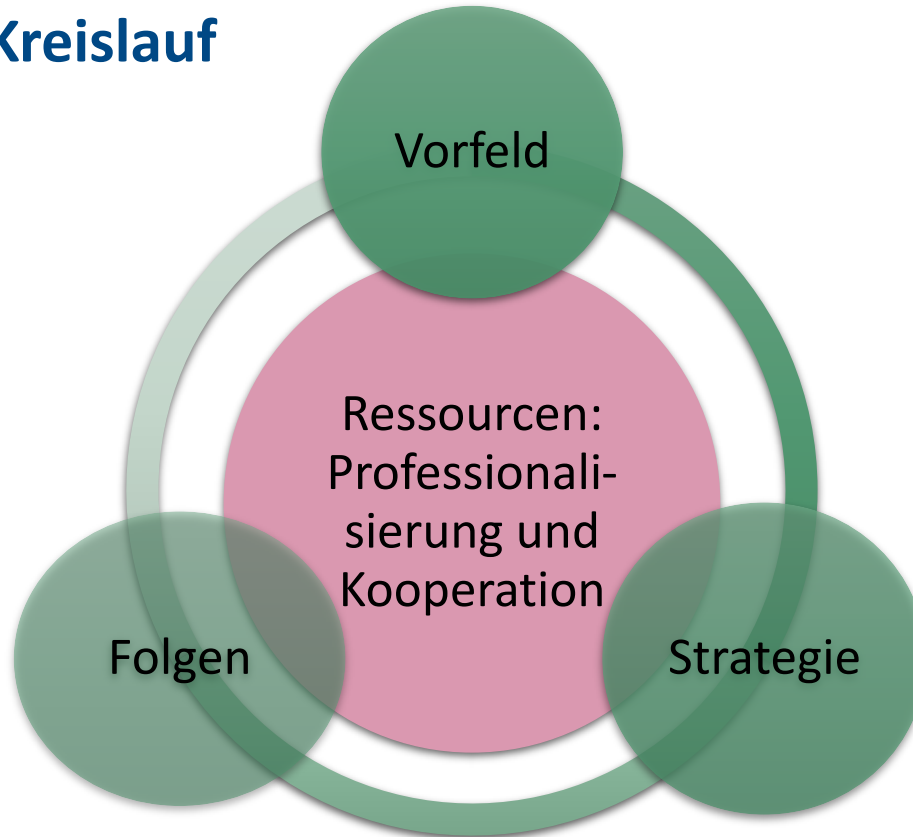 Kreislauf
Vorfeld
Ressourcen:
Professionali-
sierung und
Kooperation
Folgen
Strategie